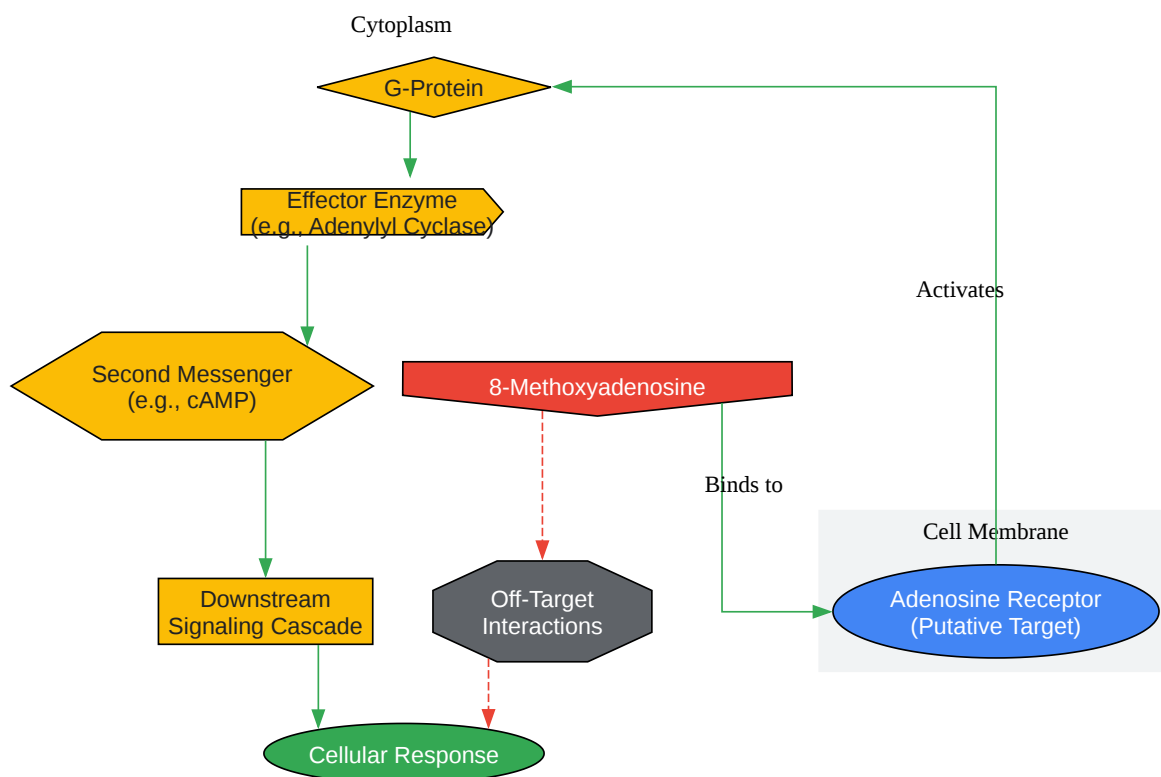 Cytoplasm
G-Protein
Effector Enzyme
(e.g., Adenylyl Cyclase)
Activates
Second Messenger
(e.g., cAMP)
8-Methoxyadenosine
Binds to
Cell Membrane
Downstream
Signaling Cascade
Off-Target
Interactions
Adenosine Receptor
(Putative Target)
Cellular Response